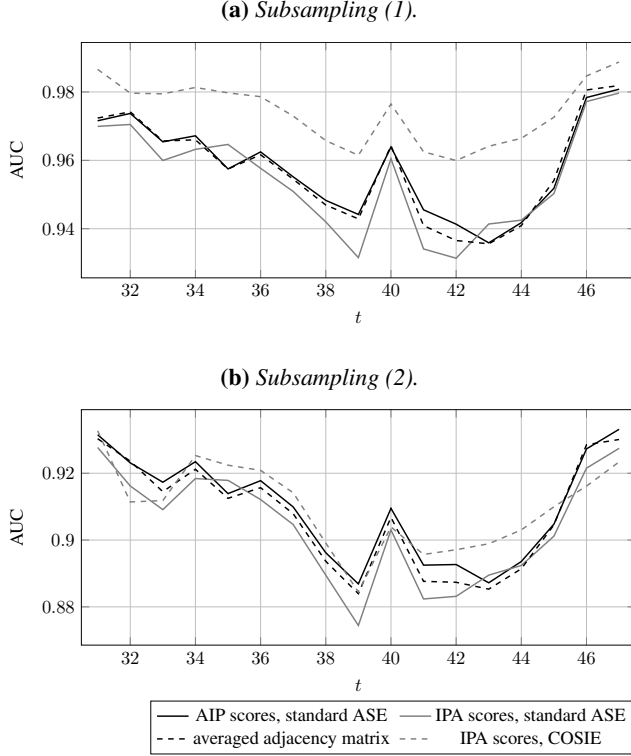 (a) Subsampling (1).
0.98
0.96
0.94
AUC
32 34 36 38 40 42 44 46
t
(b) Subsampling (2).
0.92
0.9
0.88
AUC
32 34 36 38 40 42 44 46
t
AIP scores, standard ASE IPA scores, standard ASE
averaged adjacency matrix IPA scores, COSIE